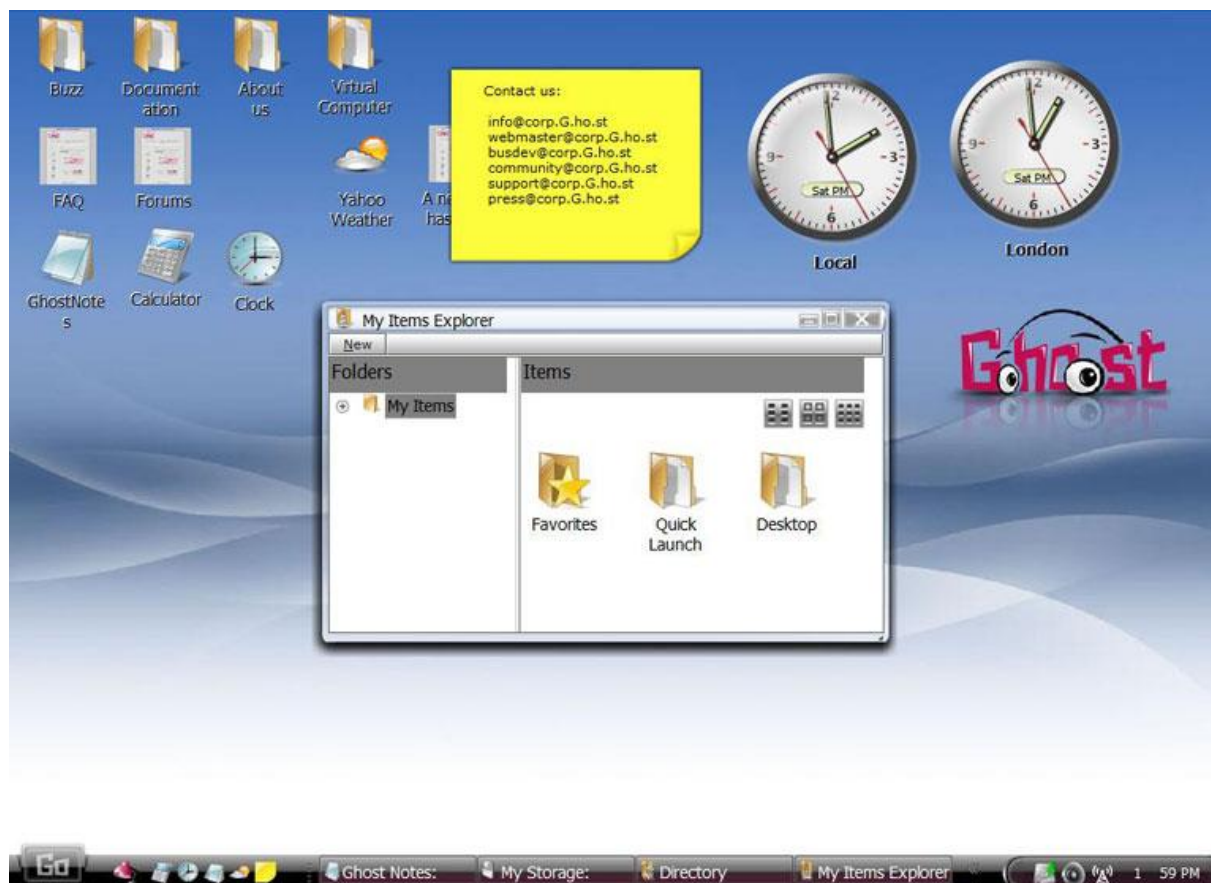 Buzz
Document
ation
About
us
Virtual
Computer
FAQ
Forums
Yahoo
Weather
has
GhostNote
s
Calculator
Clock
Contact us:
info@corp.G.ho.st
webmaster@corp.G.ho.st
busdev@corp.G.ho.st
community@corp.G.ho.st
support@corp.G.ho.st
press@corp.G.ho.st
12
9
3
6
Sat PM
Local
12
9
3
6
Sat PM
London
Ghost
My Items Explorer
New
Folders
Items
My Items
Favorites
Quick
Launch
Desktop
Go
Ghost Notes:
My Storage:
Directory
My Items Explorer
1 59 PM